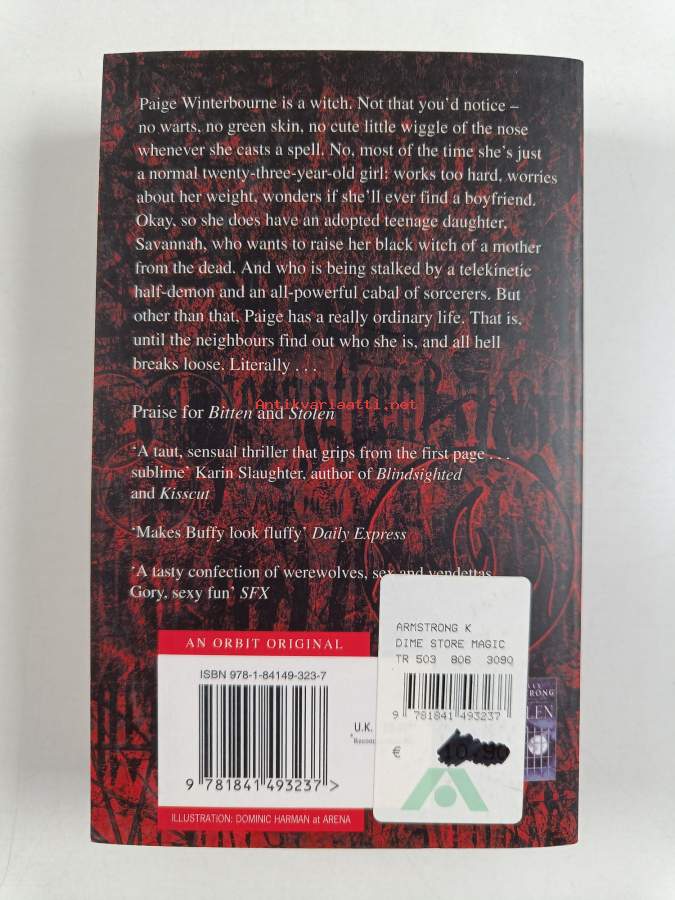 Paige Winterbourne is a witch. Not that you'd notice –
no warts, no green skin, no cute little wiggle of the nose
whenever she casts a spell. No, most of the time she's just
a normal twenty-three-year-old girl: works too hard, worries
about her weight, wonders if she'll ever find a boyfriend.
Okay, so she does have an adopted teenage daughter,
Savannah, who wants to raise her black witch of a mother
from the dead. And who is being stalked by a telekinetic
half-demon and an all-powerful cabal of sorcerers. But
other than that, Paige has a really ordinary life. That is,
until the neighbours find out who she is, and all hell
breaks loose. Literally . . .
Antikvariaatti.net
Praise for Bitten and Stolen
'A taut, sensual thriller that grips from the first page . . .
sublime' Karin Slaughter, author of Blindsighted
and Kisscut
'Makes Buffy look fluffy' Daily Express
'A tasty confection of werewolves, sex and vendettas
Gory, sexy fun' SFX
AN ORBIT ORIGINAL
ISBN 978-1-84149-323-7
9 781841 493237 >
U.K.
ILLUSTRATION: DOMINIC HARMAN at ARENA
ARMSTRONG K
DIME STORE MAGIC
TR 503 806 3090
9 781841 493237
€ 10.90